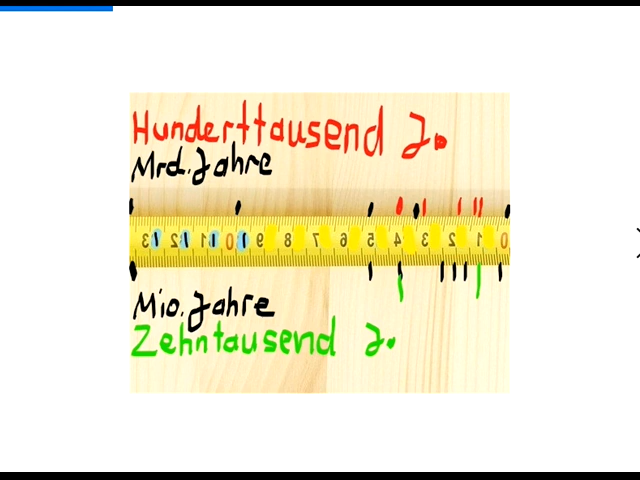 Hunderttausend J.
Mrd. Jahre
13 12 11 10 9 8 7 6 5 4 3 2 1 0
Mio. Jahre
Zehntausend J.